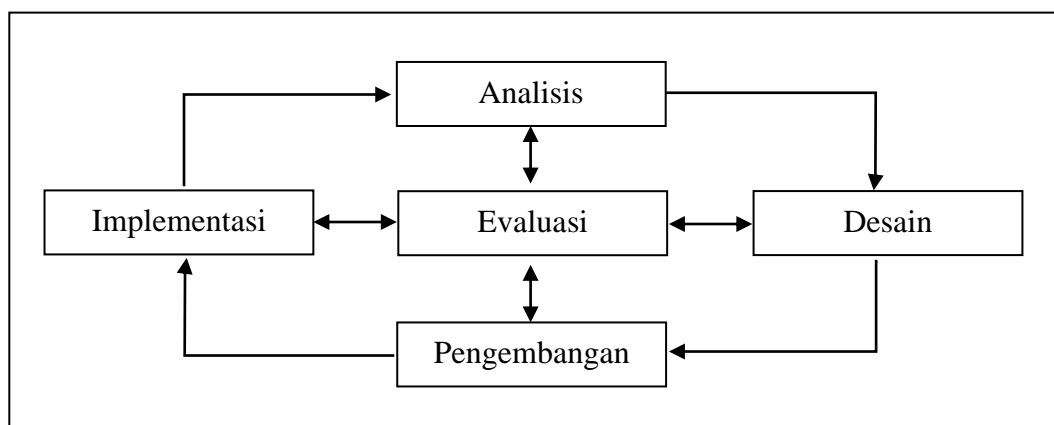 Analisis
Implementasi
Evaluasi
Desain
Pengembangan